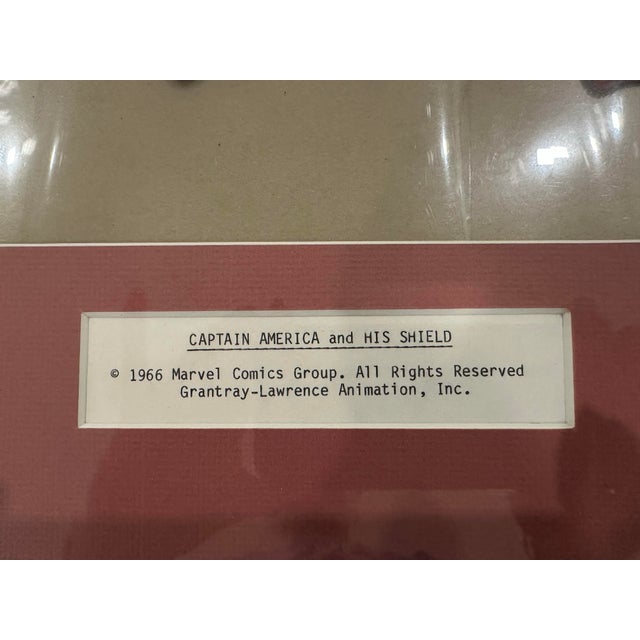 CAPTAIN AMERICA and HIS SHIELD
© 1966 Marvel Comics Group. All Rights Reserved
Grantray-Lawrence Animation, Inc.